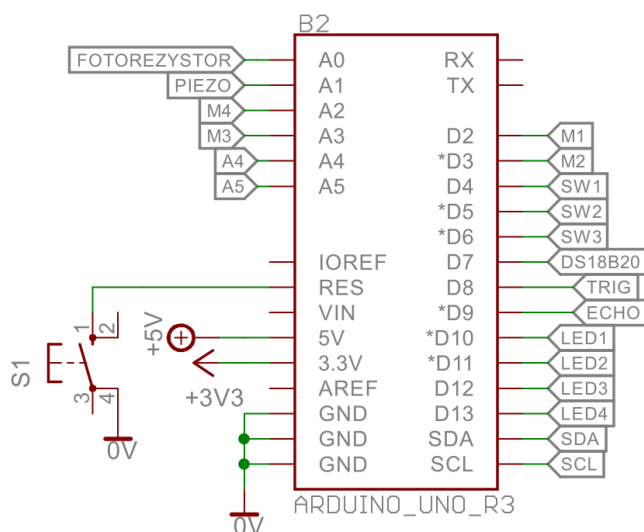 B2
FOTOREZYSTOR A0 RX
PIEZO A1 TX
M4 A2
M3 A3 D2 M1
A4 A4 *D3 M2
A5 A5 D4 SW1
*D5 SW2
*D6 SW3
IOREF D7 DS18B20
RES D8 TRIG
VIN *D9 ECHO
+5V 5V *D10 LED1
3.3V *D11 LED2
+3V3 AREF D12 LED3
GND D13 LED4
GND SDA SDA
GND SCL SCL
S1
1 2
3 4
0V
0V
ARDUINO_UNO_R3